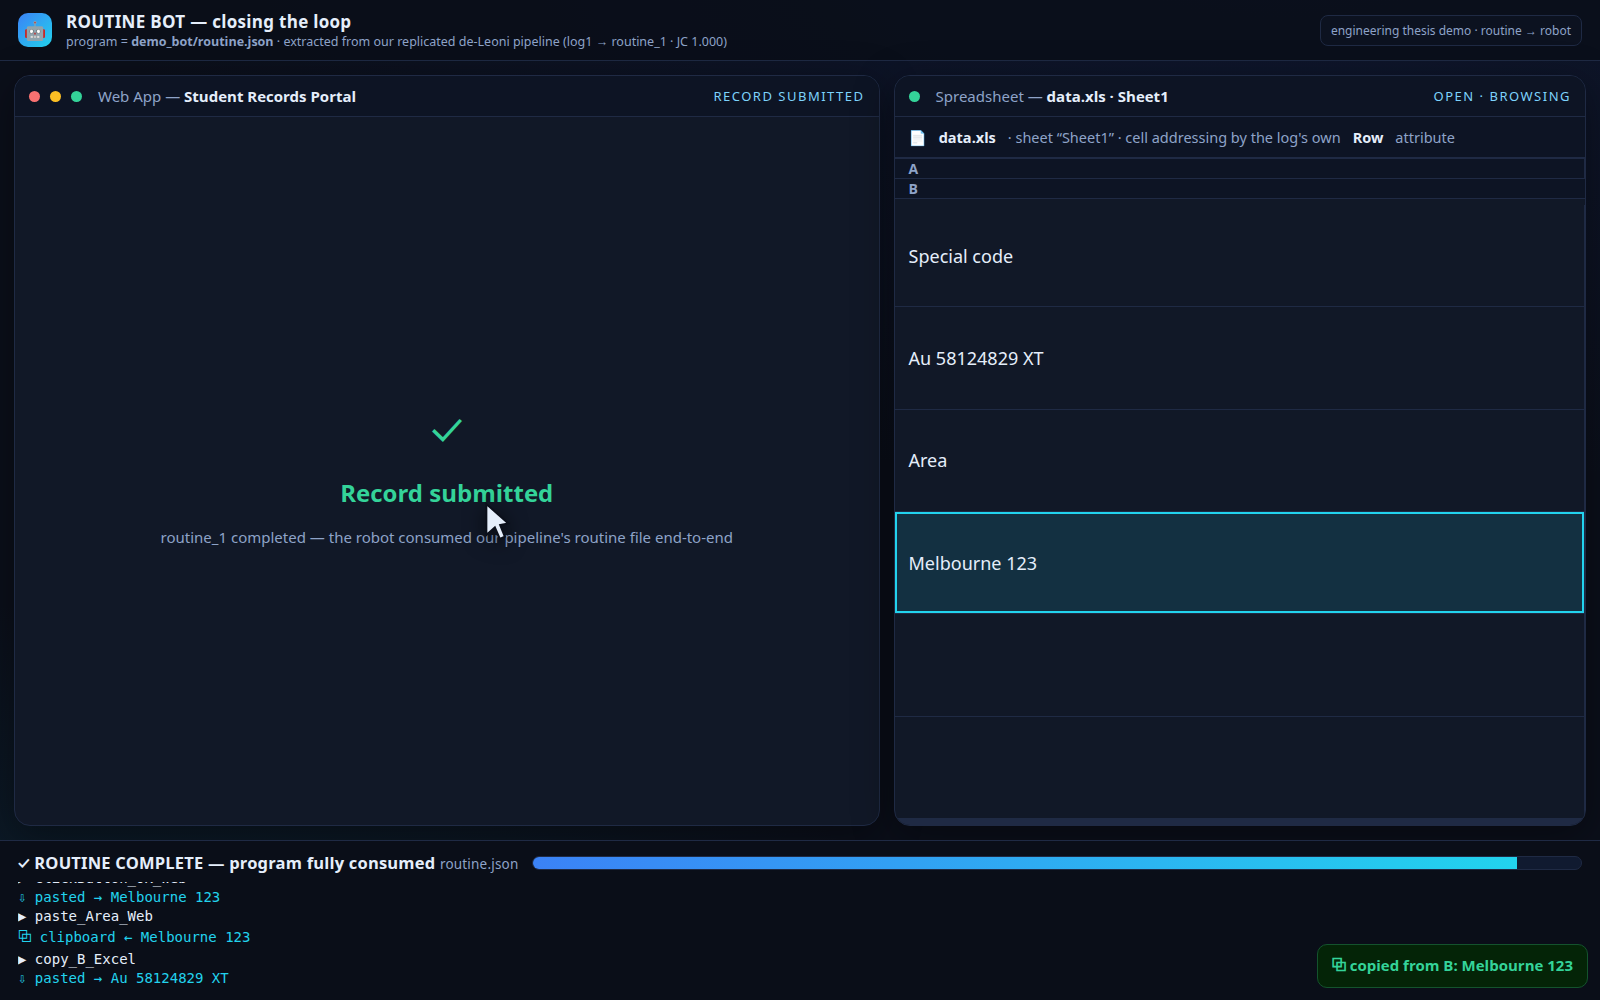 ROUTINE BOT — closing the loop
program = demo_bot/routine.json · extracted from our replicated de-Leoni pipeline (log1 → routine_1 · JC 1.000)
engineering thesis demo · routine → robot
Web App — Student Records Portal
RECORD SUBMITTED
Record submitted
routine_1 completed — the robot consumed our pipeline's routine file end-to-end
Spreadsheet — data.xls · Sheet1
OPEN · BROWSING
data.xls · sheet “Sheet1” · cell addressing by the log's own Row attribute
A
B
Special code
Au 58124829 XT
Area
Melbourne 123
✓ ROUTINE COMPLETE — program fully consumed routine.json
⇩ pasted → Melbourne 123
▶ paste_Area_Web
⧉ clipboard ← Melbourne 123
▶ copy_B_Excel
⇩ pasted → Au 58124829 XT
⧉ copied from B: Melbourne 123